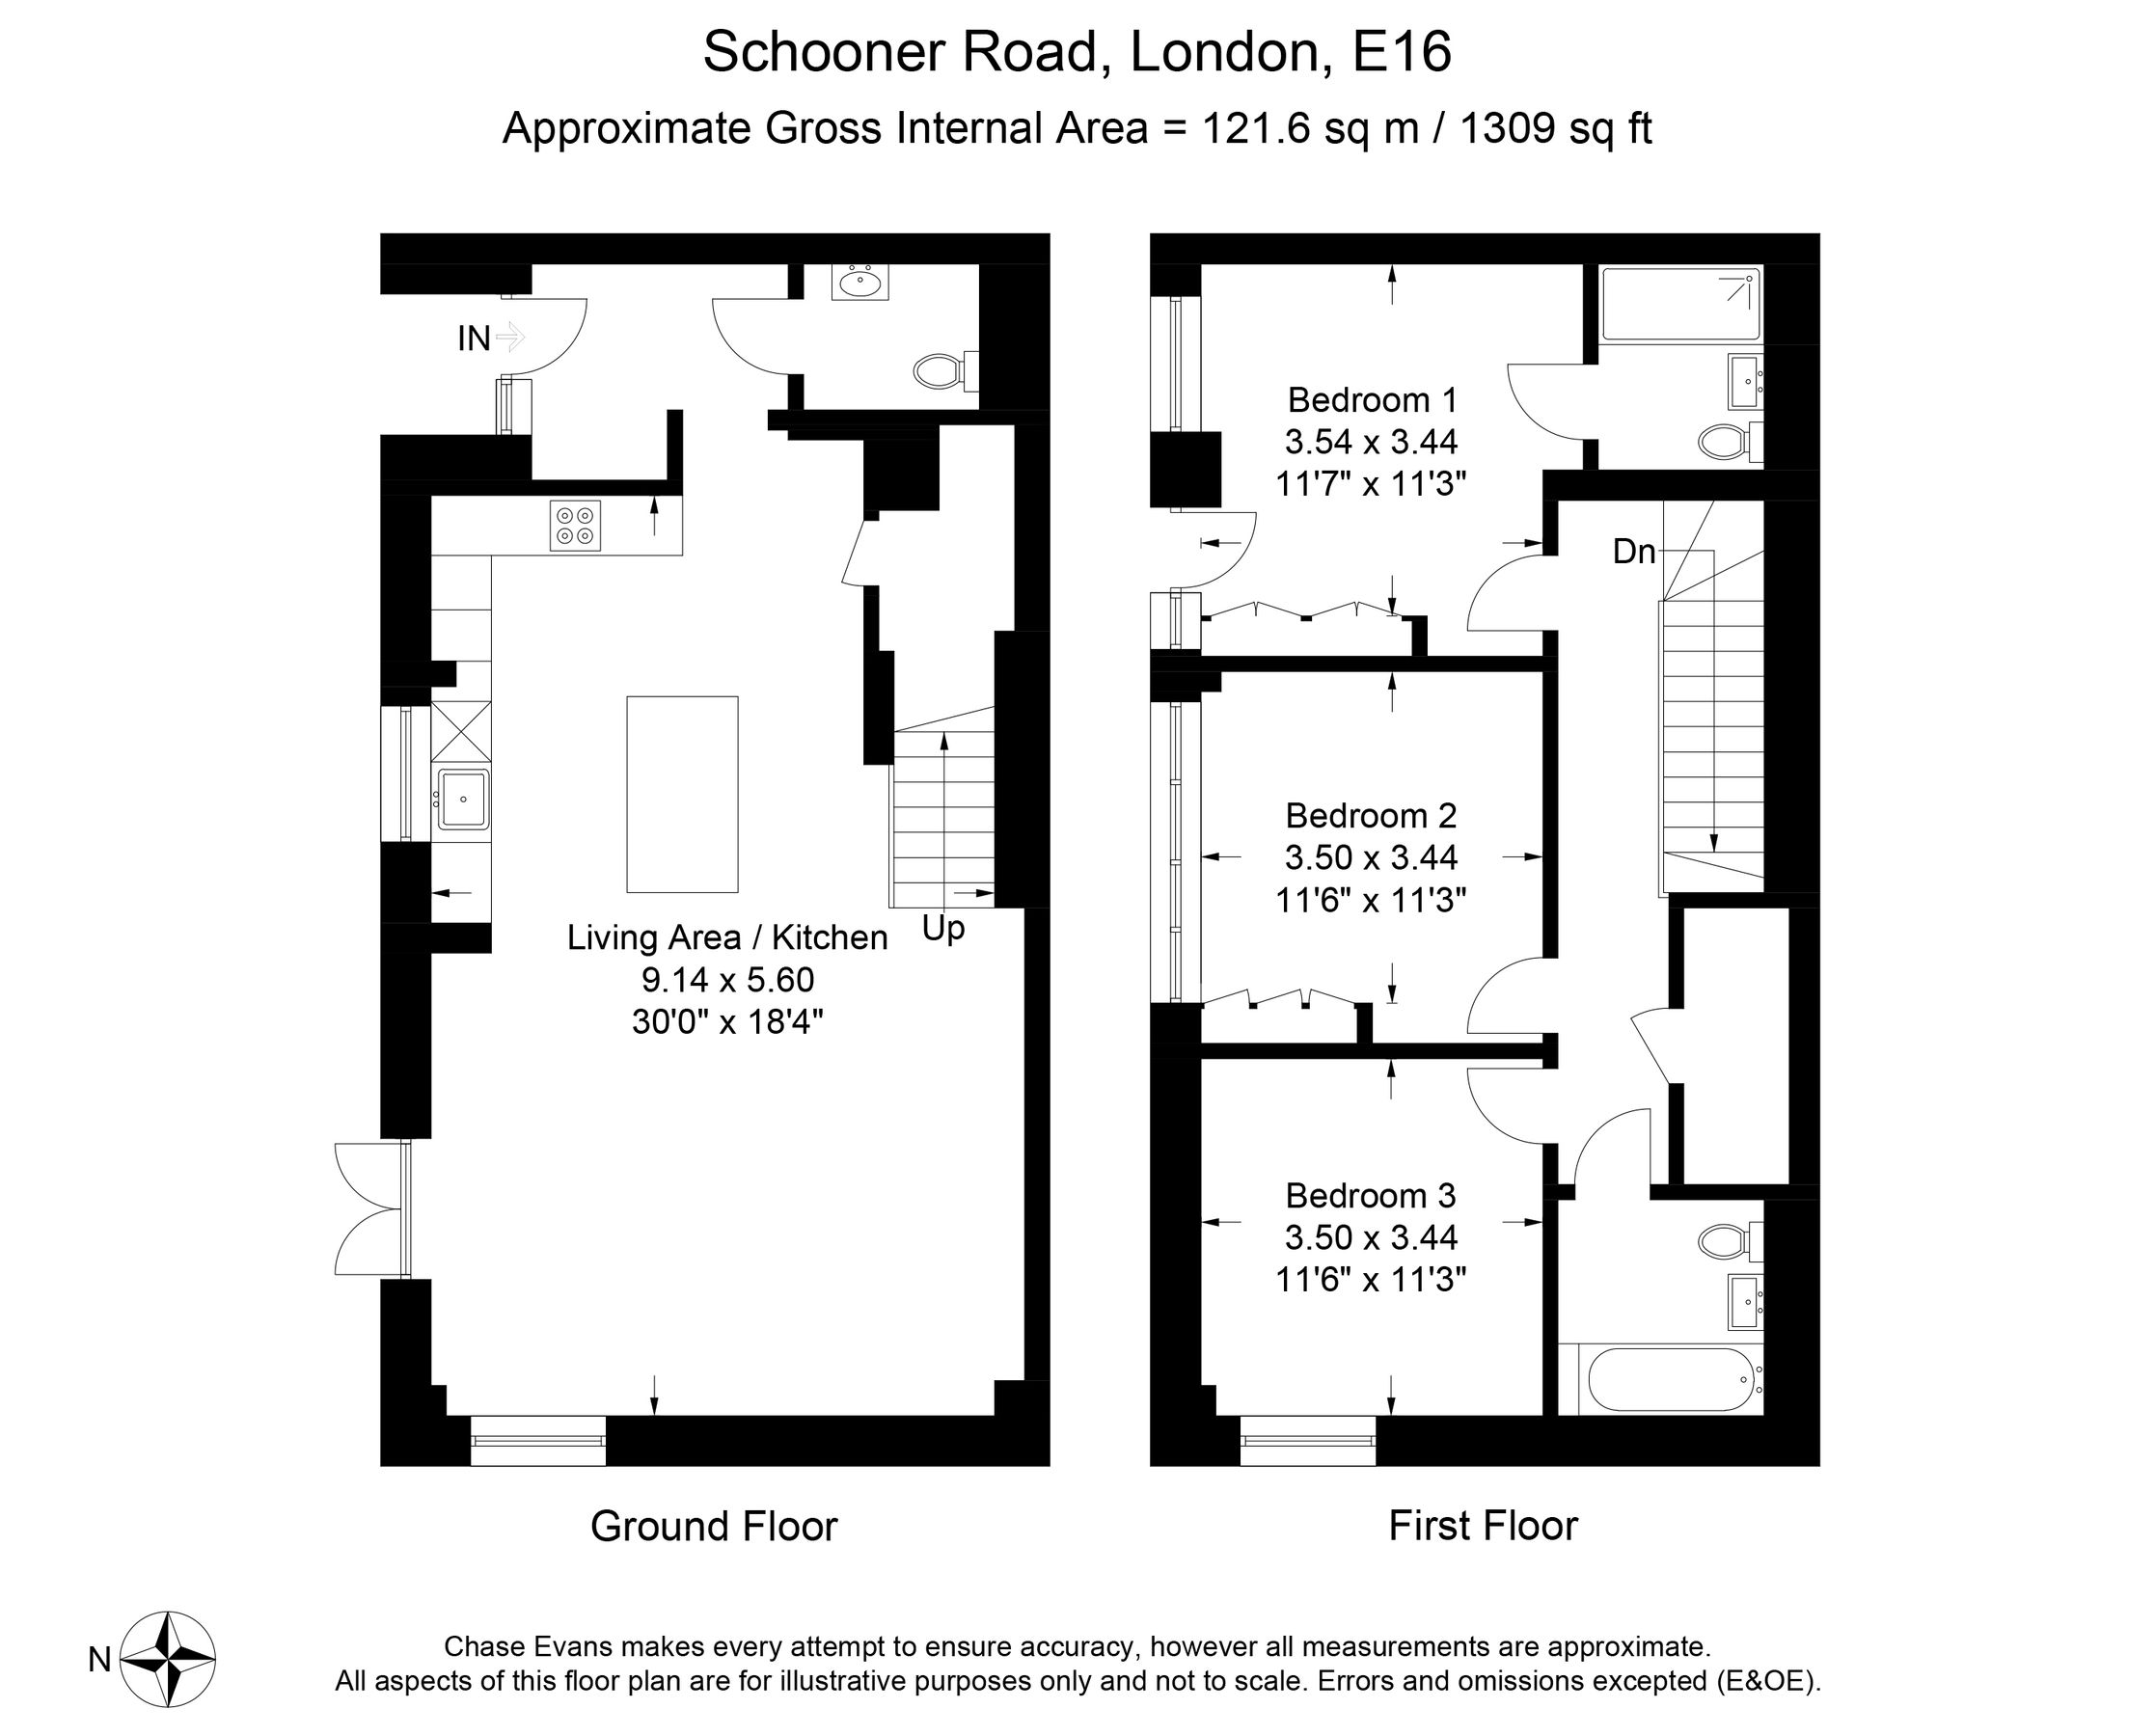 Schooner Road, London, E16
Approximate Gross Internal Area = 121.6 sq m / 1309 sq ft
IN
Living Area / Kitchen
9.14 x 5.60
30'0" x 18'4"
Up
Ground Floor
Bedroom 1
3.54 x 3.44
11'7" x 11'3"
Dn
Bedroom 2
3.50 x 3.44
11'6" x 11'3"
Bedroom 3
3.50 x 3.44
11'6" x 11'3"
First Floor
N
Chase Evans makes every attempt to ensure accuracy, however all measurements are approximate.
All aspects of this floor plan are for illustrative purposes only and not to scale. Errors and omissions excepted (E&OE).